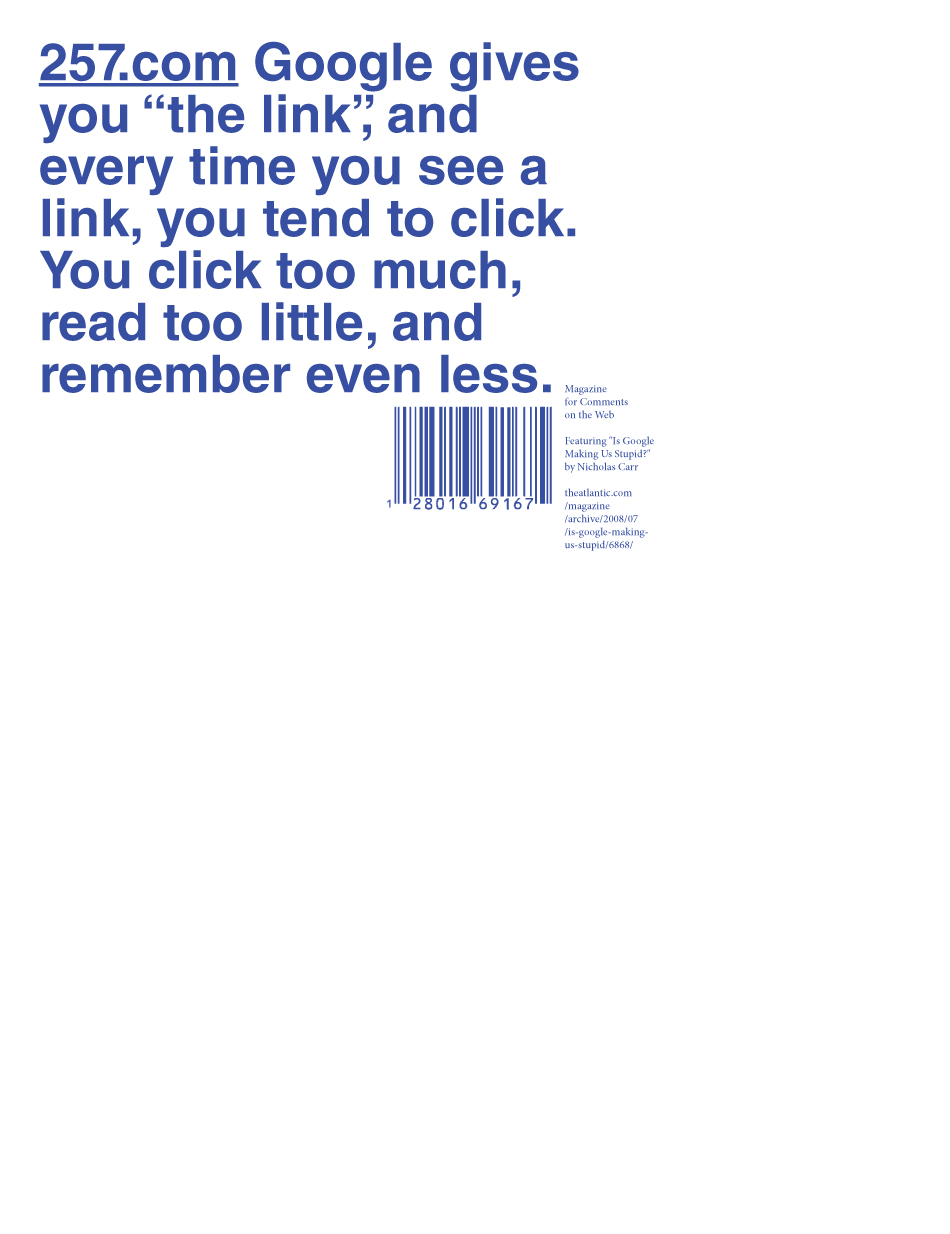 257.com Google gives
you “the link”, and
every time you see a
link, you tend to click.
You click too much,
read too little, and
remember even less.
Magazine
for Comments
on the Web
Featuring "Is Google
Making Us Stupid?"
by Nicholas Carr
theatlantic.com
/magazine
/archive/2008/07
/is-google-making-
us-stupid/6868/
1 28016 69167